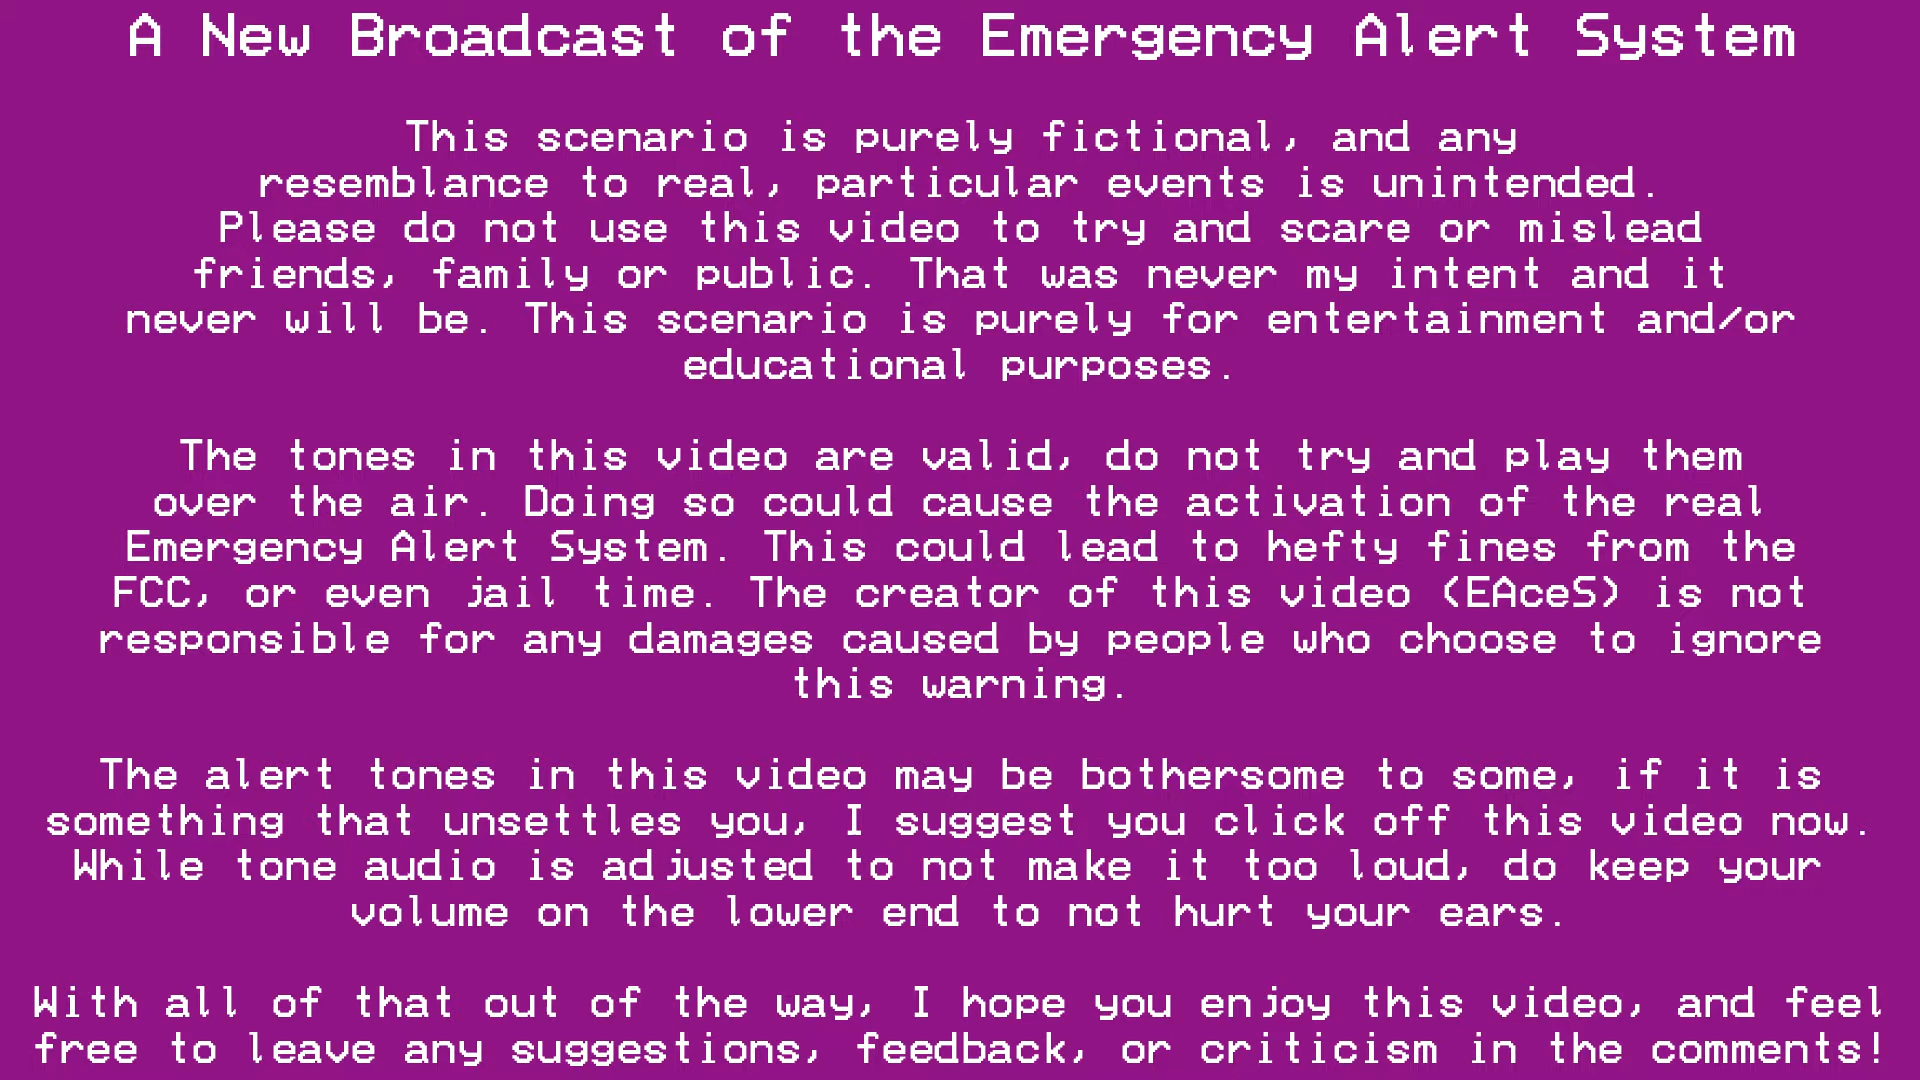 A New Broadcast of the Emergency Alert System
This scenario is purely fictional, and any
resemblance to real, particular events is unintended.
Please do not use this video to try and scare or mislead
friends, family or public. That was never my intent and it
never will be. This scenario is purely for entertainment and/or
educational purposes.
The tones in this video are valid, do not try and play them
over the air. Doing so could cause the activation of the real
Emergency Alert System. This could lead to hefty fines from the
FCC, or even jail time. The creator of this video (EAceS) is not
responsible for any damages caused by people who choose to ignore
this warning.
The alert tones in this video may be bothersome to some, if it is
something that unsettles you, I suggest you click off this video now.
While tone audio is adjusted to not make it too loud, do keep your
volume on the lower end to not hurt your ears.
With all of that out of the way, I hope you enjoy this video, and feel
free to leave any suggestions, feedback, or criticism in the comments!